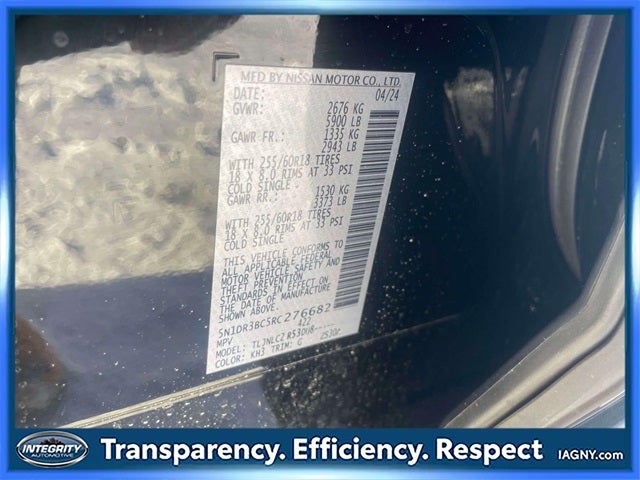 MFD BY NISSAN MOTOR CO., LTD.
DATE: 04/24
GVWR: 2676 KG
5900 LB
GAWR FR.: 1335 KG
2943 LB
WITH 255/60R18 TIRES
18 X 8.0 RIMS AT 33 PSI
COLD SINGLE
GAWR RR.: 1530 KG
3373 LB
WITH 255/60R18 TIRES
18 X 8.0 RIMS AT 33 PSI
COLD SINGLE
THIS VEHICLE CONFORMS TO
ALL APPLICABLE FEDERAL
MOTOR VEHICLE SAFETY AND
THEFT PREVENTION
STANDARDS IN EFFECT ON
THE DATE OF MANUFACTURE
SHOWN ABOVE.
5N1DR3BC5RC276682
MPV 422
MODEL: TLJNLC2
COLOR: KH3 TRIM: G
INTEGRITY
AUTOMOTIVE
Transparency. Efficiency. Respect
IAGNY.com